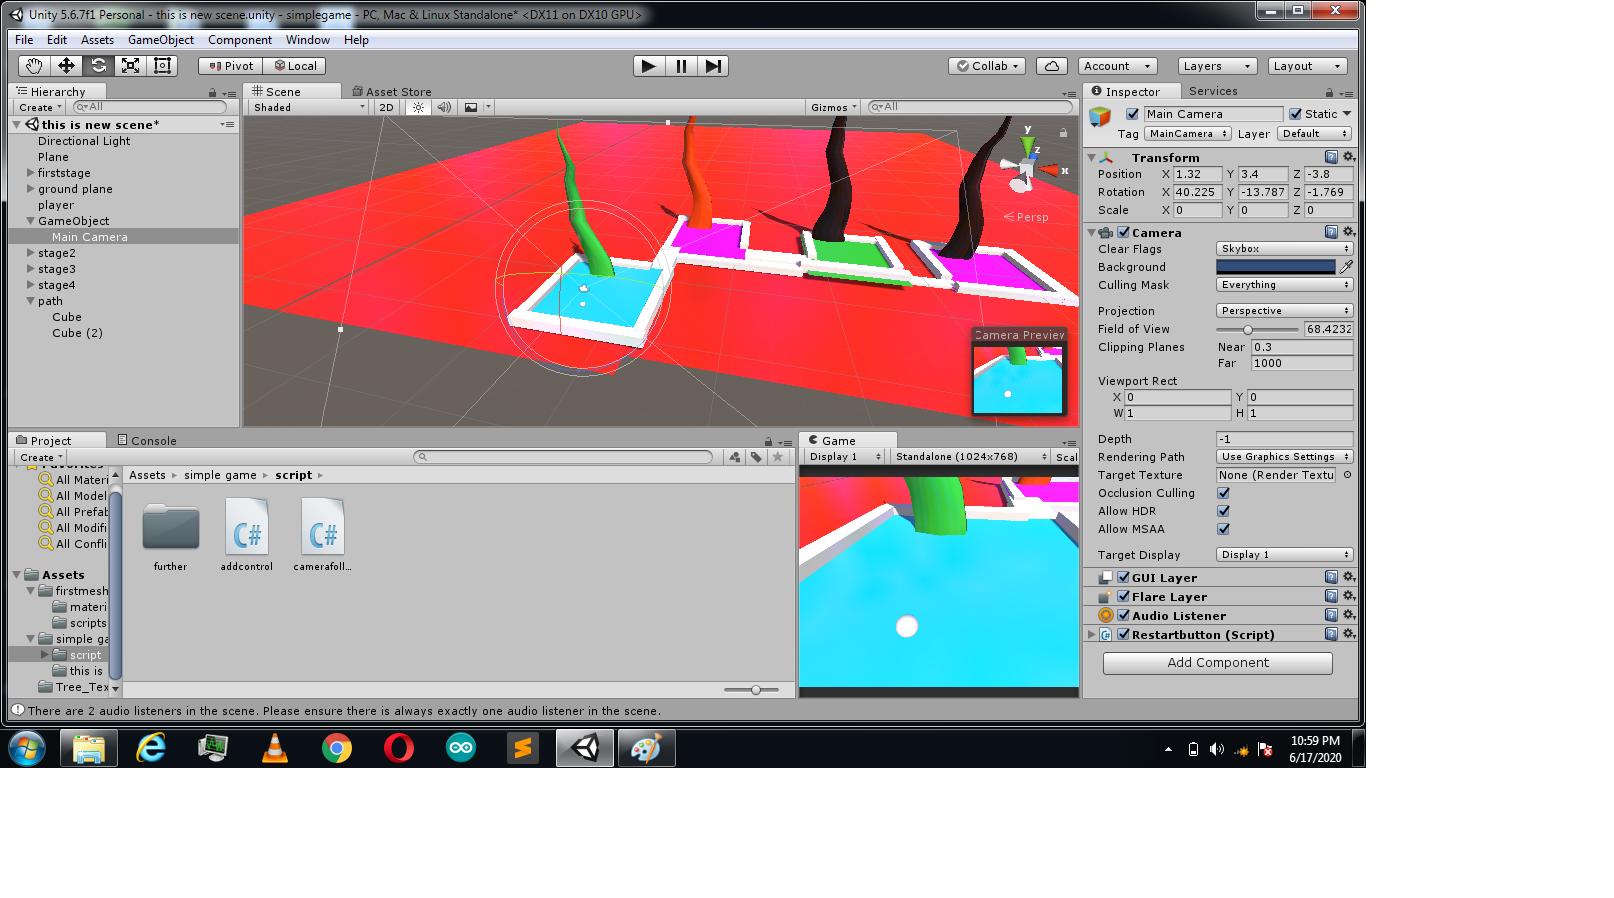 Unity 5.6.7f1 Personal - this is new scene.unity - simplegame - PC, Mac & Linux Standalone* <DX11 on DX10 GPU>
File Edit Assets GameObject Component Window Help
Pivot Local Collab Account Layers Layout
Hierarchy
Create All
this is new scene*
Directional Light
Plane
firststage
ground plane
player
GameObject
Main Camera
stage2
stage3
stage4
path
Cube
Cube (2)
Scene Asset Store
Shaded 2D Gizmos All
y
z
x
Persp
Camera Preview
Inspector Services
Main Camera Static
Tag MainCamera Layer Default
Transform
Position X 1.32 Y 3.4 Z -3.8
Rotation X 40.225 Y -13.787 Z -1.769
Scale X 0 Y 0 Z 0
Camera
Clear Flags Skybox
Background
Culling Mask Everything
Projection Perspective
Field of View 68.4232
Clipping Planes Near 0.3
Far 1000
Viewport Rect
X 0 Y 0
W 1 H 1
Depth -1
Rendering Path Use Graphics Settings
Target Texture None (Render Textu
Occlusion Culling
Allow HDR
Allow MSAA
Target Display Display 1
GUI Layer
Flare Layer
Audio Listener
C# Restartbutton (Script)
Add Component
Project Console
Create
Favorites
All Materi
All Model
All Prefab
All Modifi
All Confli
Assets
firstmesh
materi
scripts
simple ga
script
this is
Tree_Tex
Assets simple game script
C# C#
further addcontrol camerafoll...
Game
Display 1 Standalone (1024x768) Scal
There are 2 audio listeners in the scene. Please ensure there is always exactly one audio listener in the scene.
10:59 PM
6/17/2020